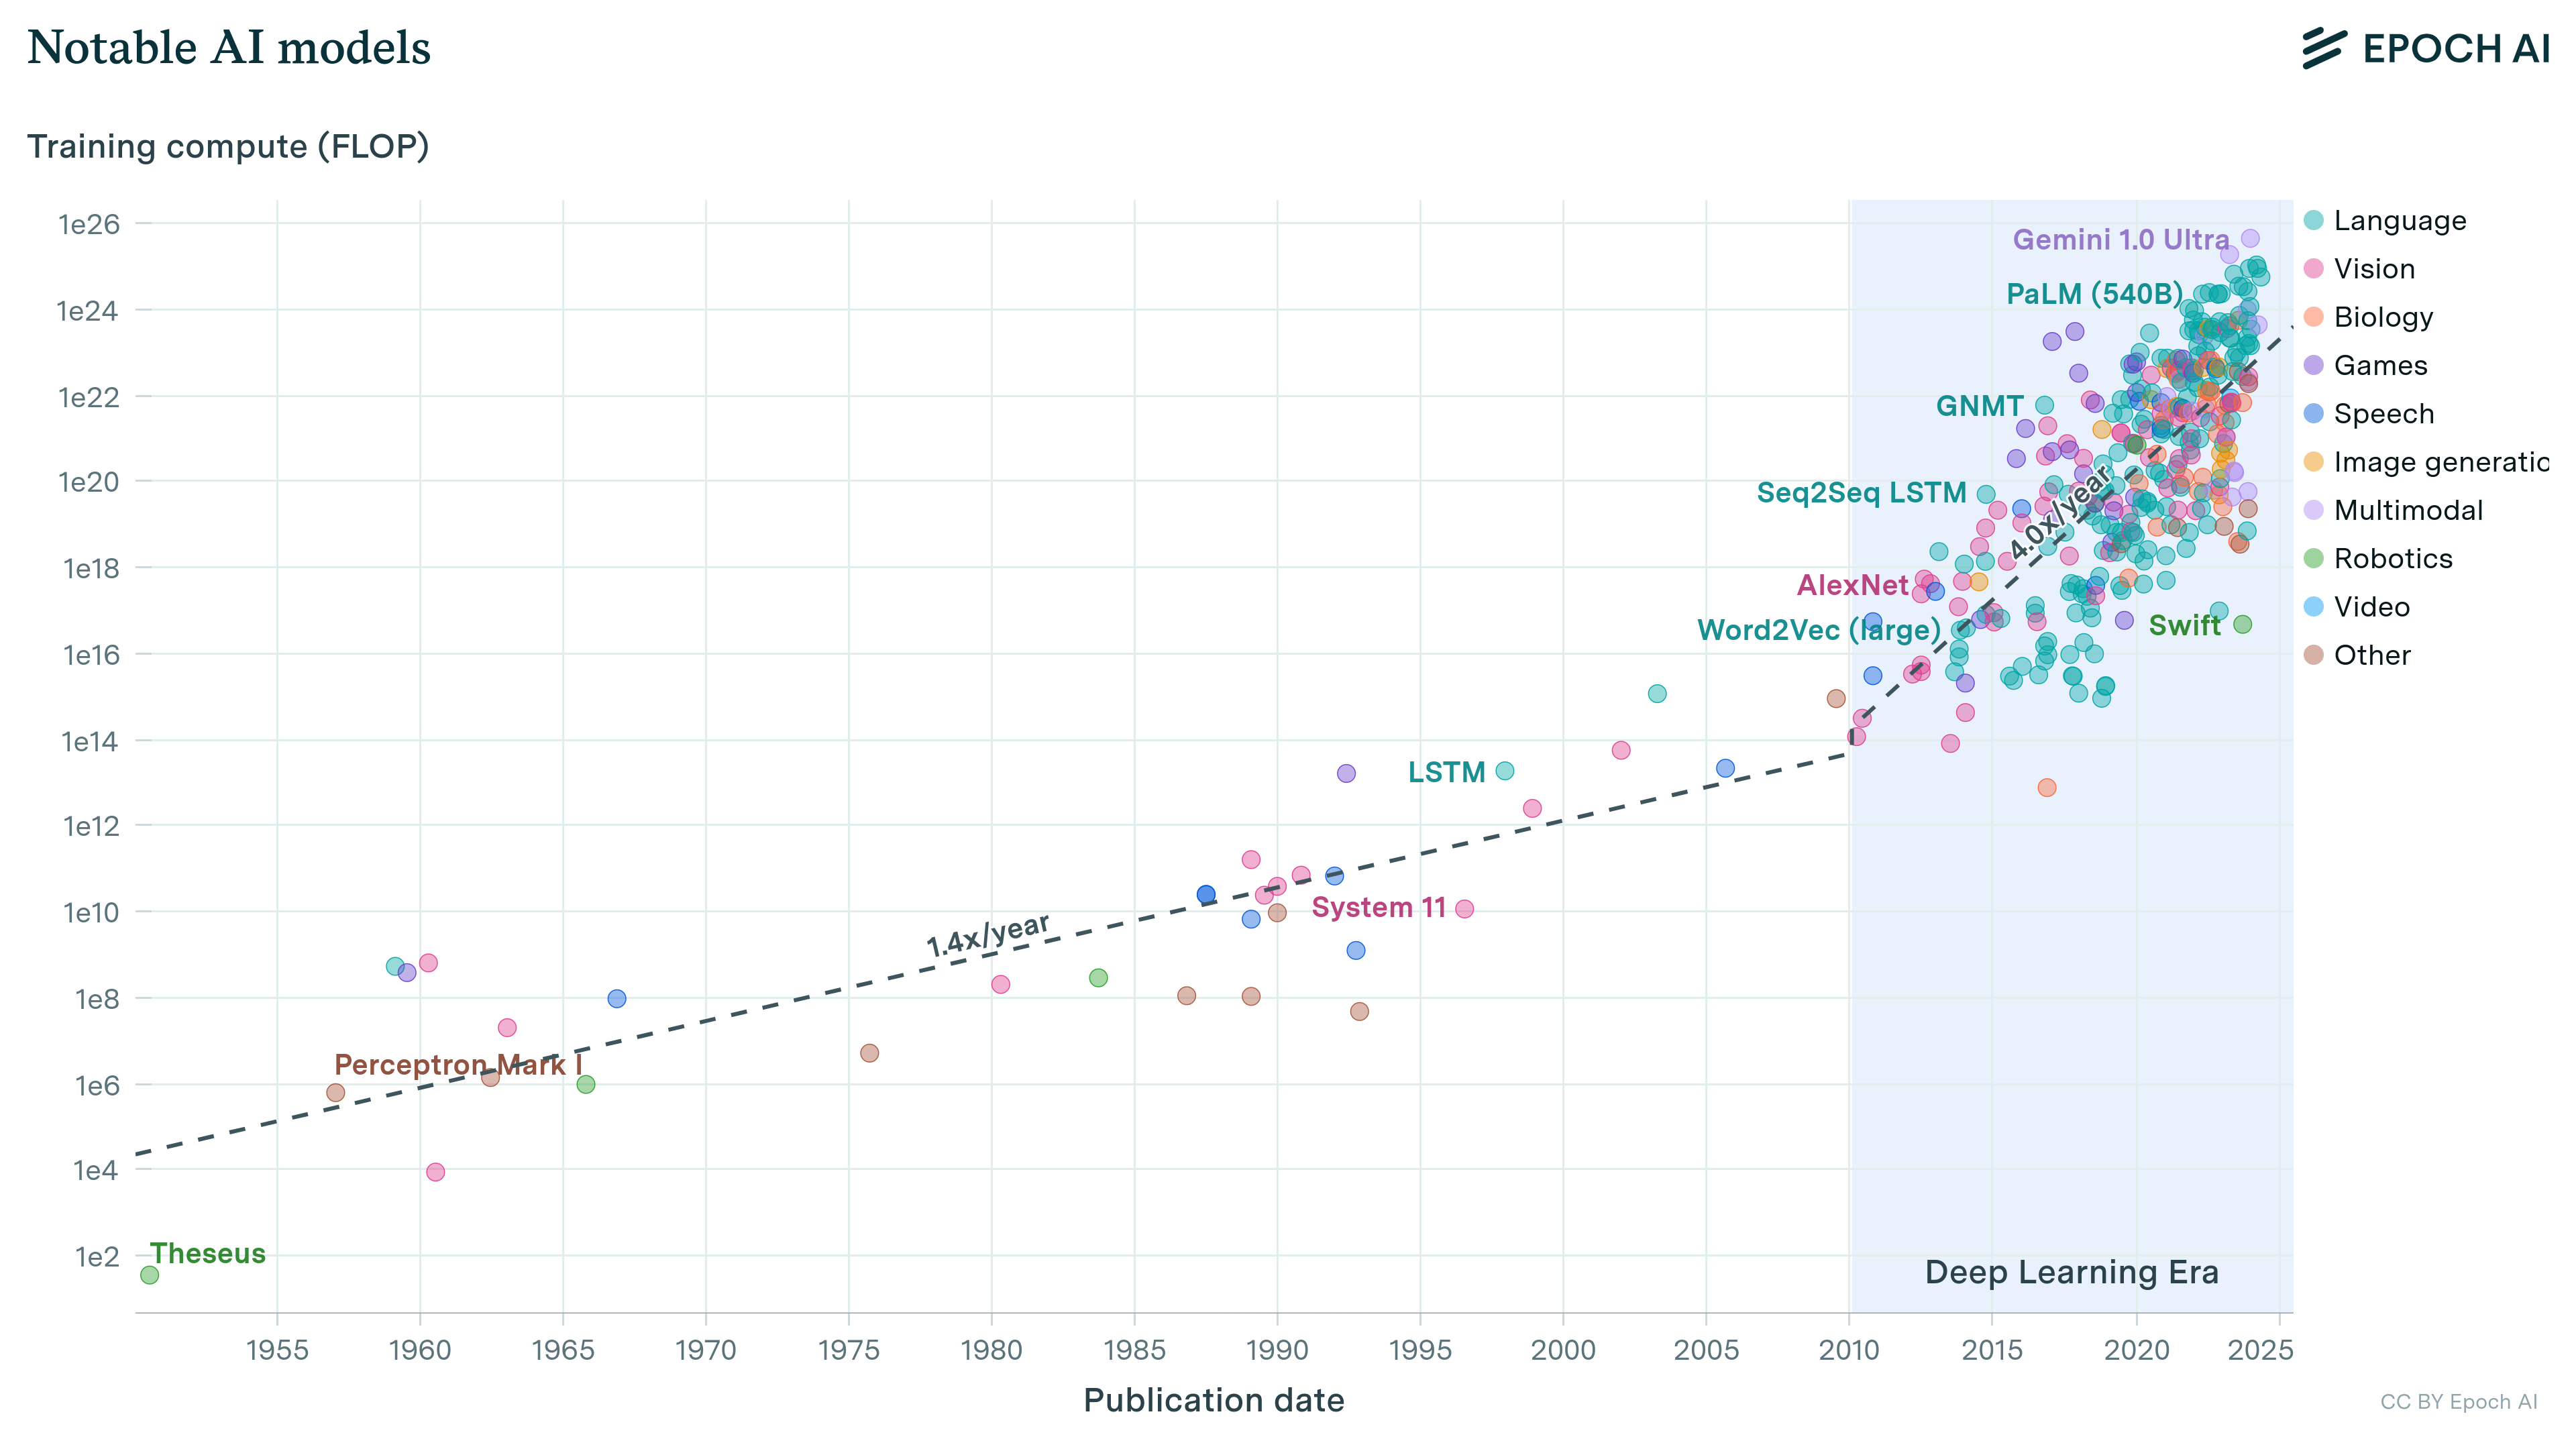 Notable AI models
EPOCH AI
Training compute (FLOP)
1e26
1e24
1e22
1e20
1e18
1e16
1e14
1e12
1e10
1e8
1e6
1e4
1e2
Gemini 1.0 Ultra
PaLM (540B)
GNMT
Seq2Seq LSTM
4.0x/year
AlexNet
Word2Vec (large)
Swift
LSTM
System 11
1.4x/year
Perceptron Mark I
Theseus
Deep Learning Era
Language
Vision
Biology
Games
Speech
Image generatio
Multimodal
Robotics
Video
Other
1955 1960 1965 1970 1975 1980 1985 1990 1995 2000 2005 2010 2015 2020 2025
Publication date
CC BY Epoch AI